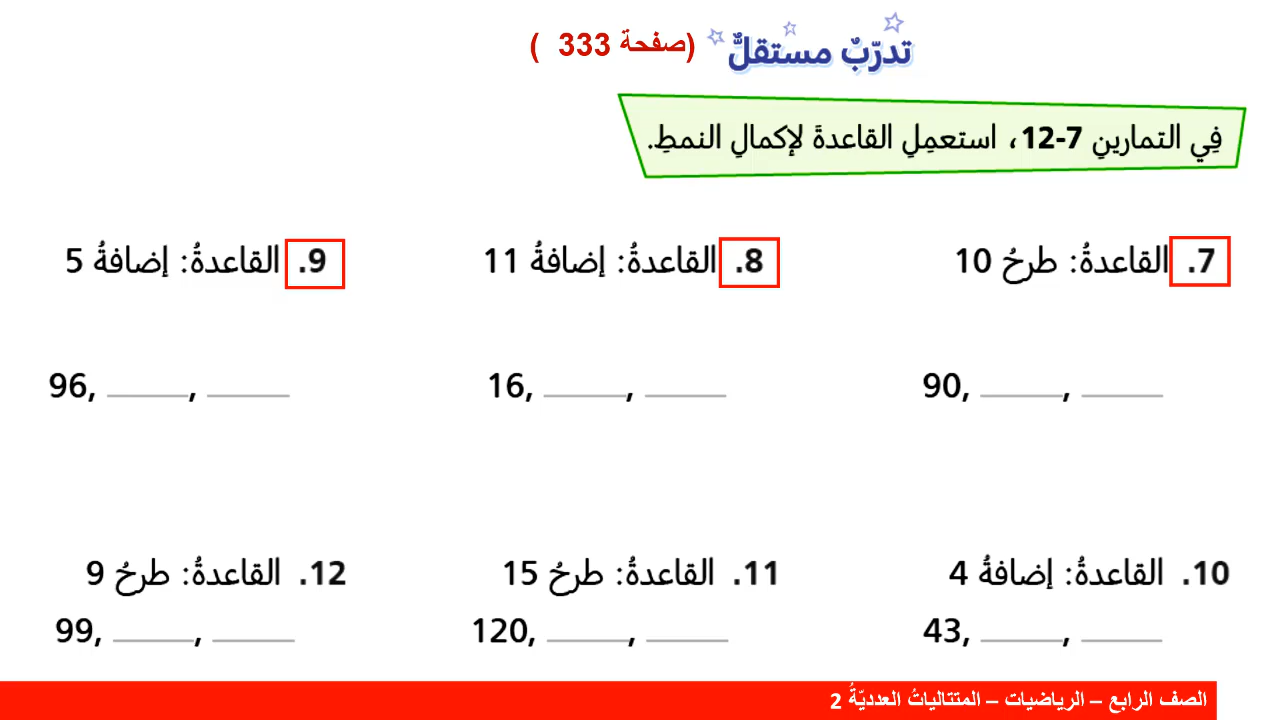 تدرّبٌ مستقلٌّ (صفحة 333 )
فِي التمارينِ 7-12، استعمِلِ القاعدةَ لإكمالِ النمطِ.
7. القاعدةُ: طرحُ 10
8. القاعدةُ: إضافةُ 11
9. القاعدةُ: إضافةُ 5
90, ____, ____
16, ____, ____
96, ____, ____
10. القاعدةُ: إضافةُ 4
11. القاعدةُ: طرحُ 15
12. القاعدةُ: طرحُ 9
43, ____, ____
120, ____, ____
99, ____, ____
الصف الرابع – الرياضيات – المتتالياتُ العدديّةُ 2